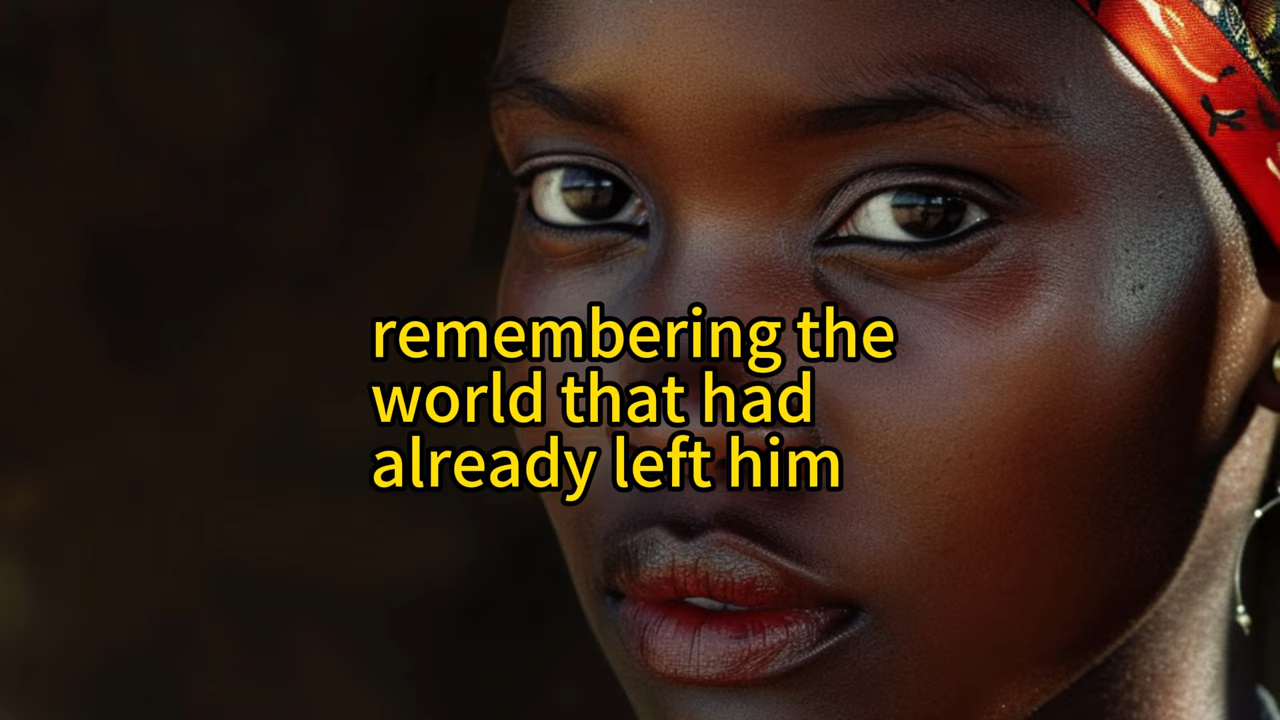 remembering the
world that had
already left him